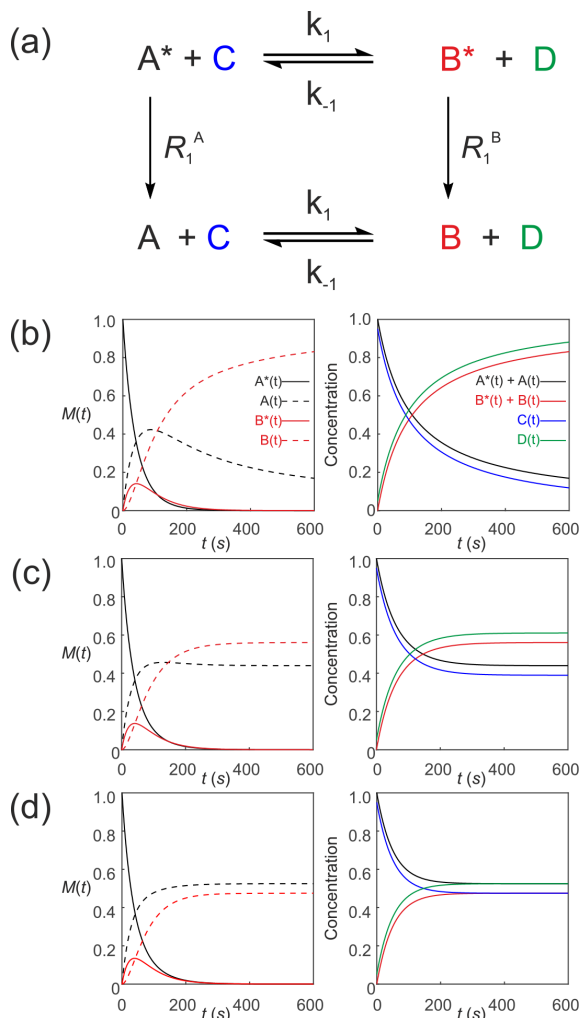 (a)
A* + C k₁ B* + D
k₋₁
R₁ᴬ R₁ᴮ
A + C k₁ B + D
k₋₁
(b)
1.0
0.8
0.6
M(t) 0.4
0.2
0
0 200 400 600
t (s)
A*(t)
A(t)
B*(t)
B(t)
1.0
0.8
0.6
0.4
0.2
0
Concentration
0 200 400 600
t (s)
A*(t) + A(t)
B*(t) + B(t)
C(t)
D(t)
(c)
1.0
0.8
0.6
M(t) 0.4
0.2
0
0 200 400 600
t (s)
1.0
0.8
0.6
0.4
0.2
0
Concentration
0 200 400 600
t (s)
(d)
1.0
0.8
0.6
M(t) 0.4
0.2
0
0 200 400 600
t (s)
1.0
0.8
0.6
0.4
0.2
0
Concentration
0 200 400 600
t (s)